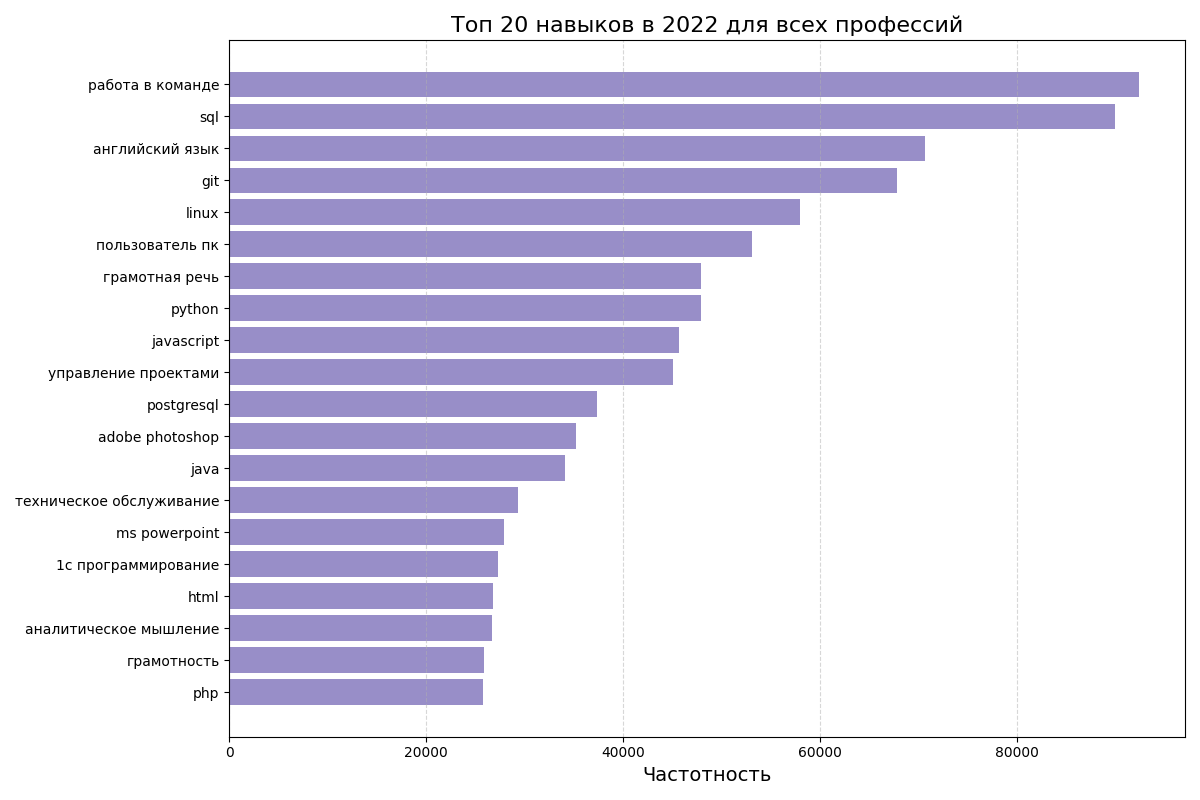 Топ 20 навыков в 2022 для всех профессий
работа в команде
sql
английский язык
git
linux
пользователь пк
грамотная речь
python
javascript
управление проектами
postgresql
adobe photoshop
java
техническое обслуживание
ms powerpoint
1с программирование
html
аналитическое мышление
грамотность
php
0 20000 40000 60000 80000
Частотность